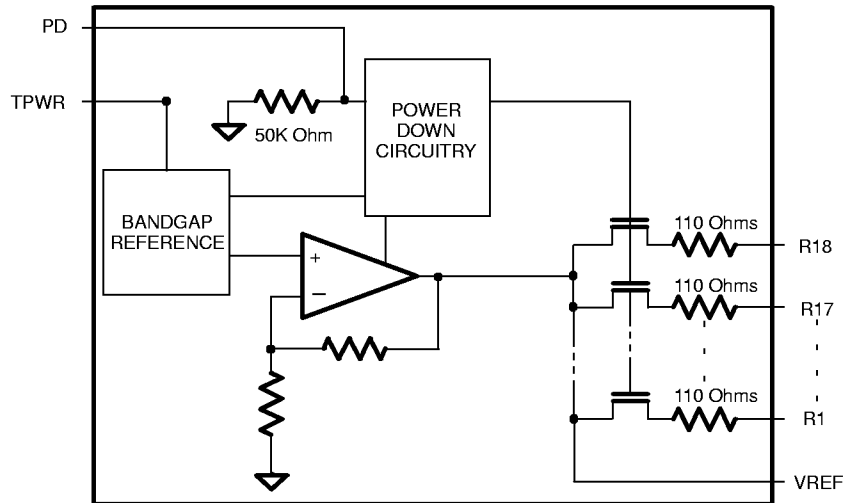 PD
TPWR
50K Ohm
POWER
DOWN
CIRCUITRY
BANDGAP
REFERENCE
+
−
110 Ohms
R18
110 Ohms
R17
110 Ohms
R1
VREF